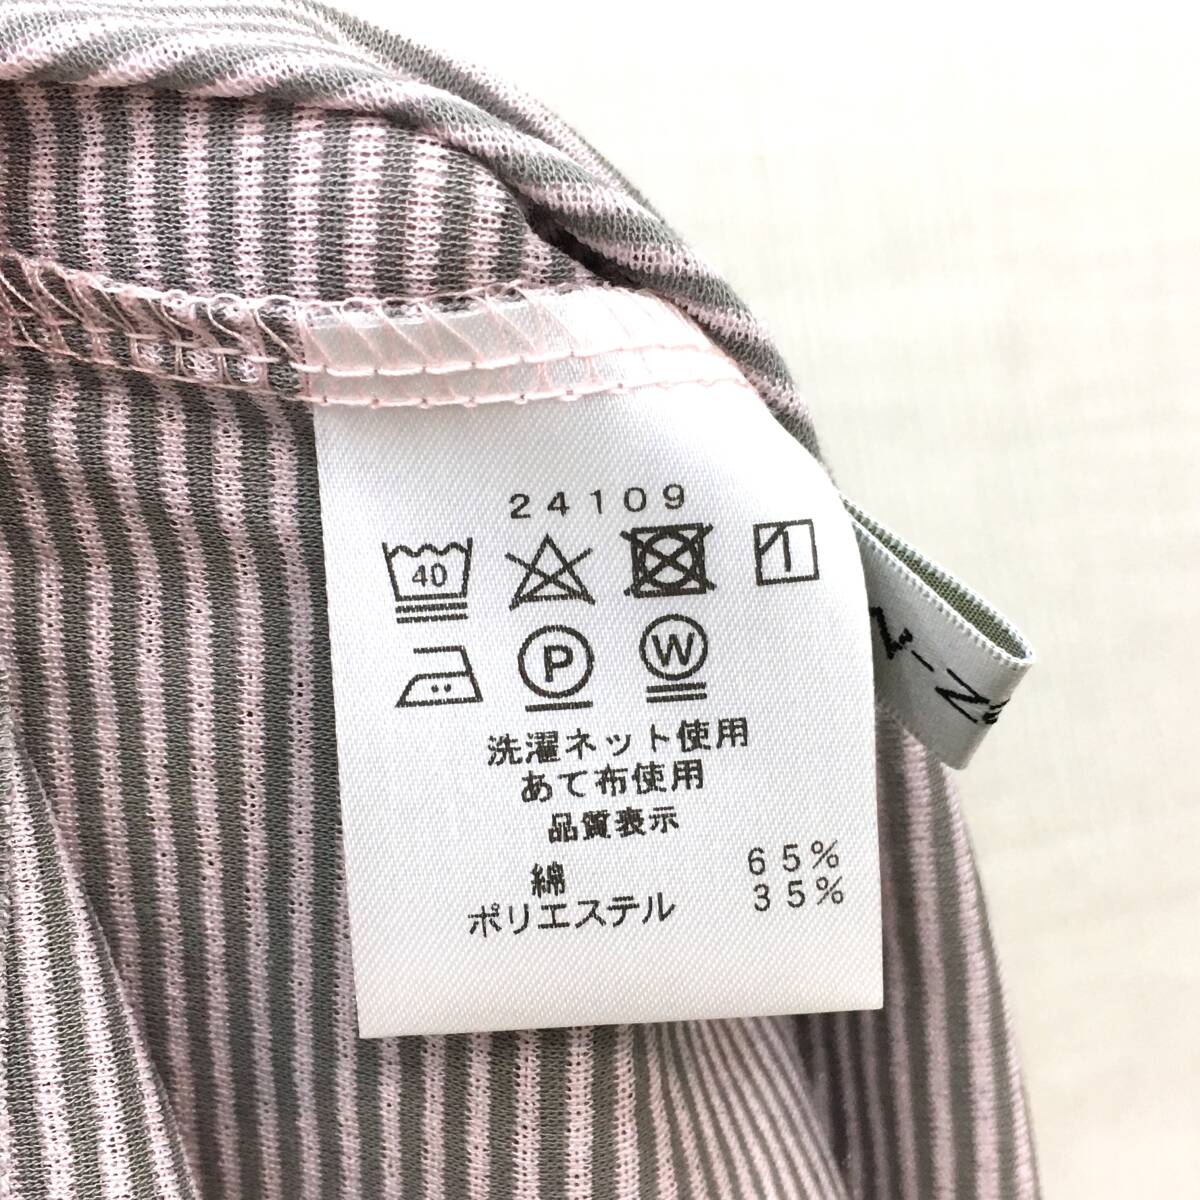 24109
40
P W
洗濯ネット使用
あて布使用
品質表示
綿 65%
ポリエステル 35%